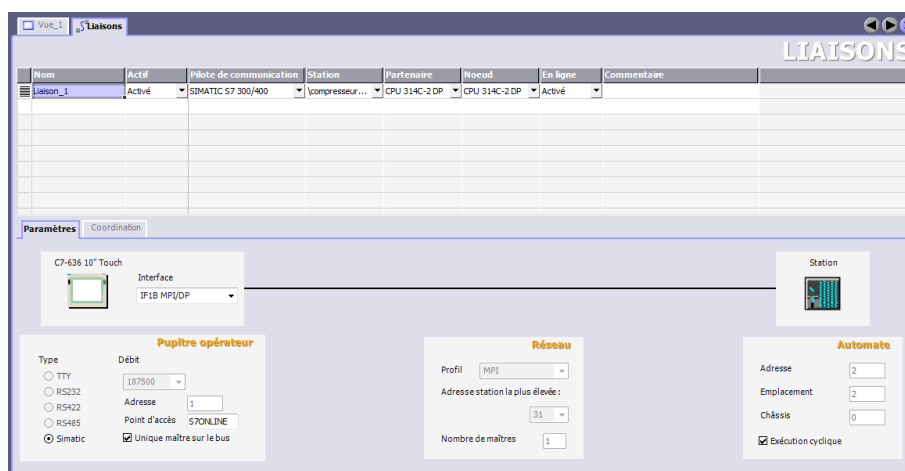 Vue_1 Liaisons
LIAISONS
Nom Actif Pilote de communication Station Partenaire Noeud En ligne Commentaire
Liaison_1 Activé SIMATIC S7 300/400 \compresseur... CPU 314C-2 DP CPU 314C-2 DP Activé
Paramètres Coordination
C7-636 10" Touch
Station
Interface
IF1B MPI/DP
Pupitre opérateur
Type Débit
TTY
187500
RS232
Adresse 1
RS422
Point d'accès S7ONLINE
RS485
Simatic Unique maître sur le bus
Réseau
Profil MPI
Adresse station la plus élevée :
31
Nombre de maîtres 1
Automate
Adresse 2
Emplacement 2
Châssis 0
Exécution cyclique